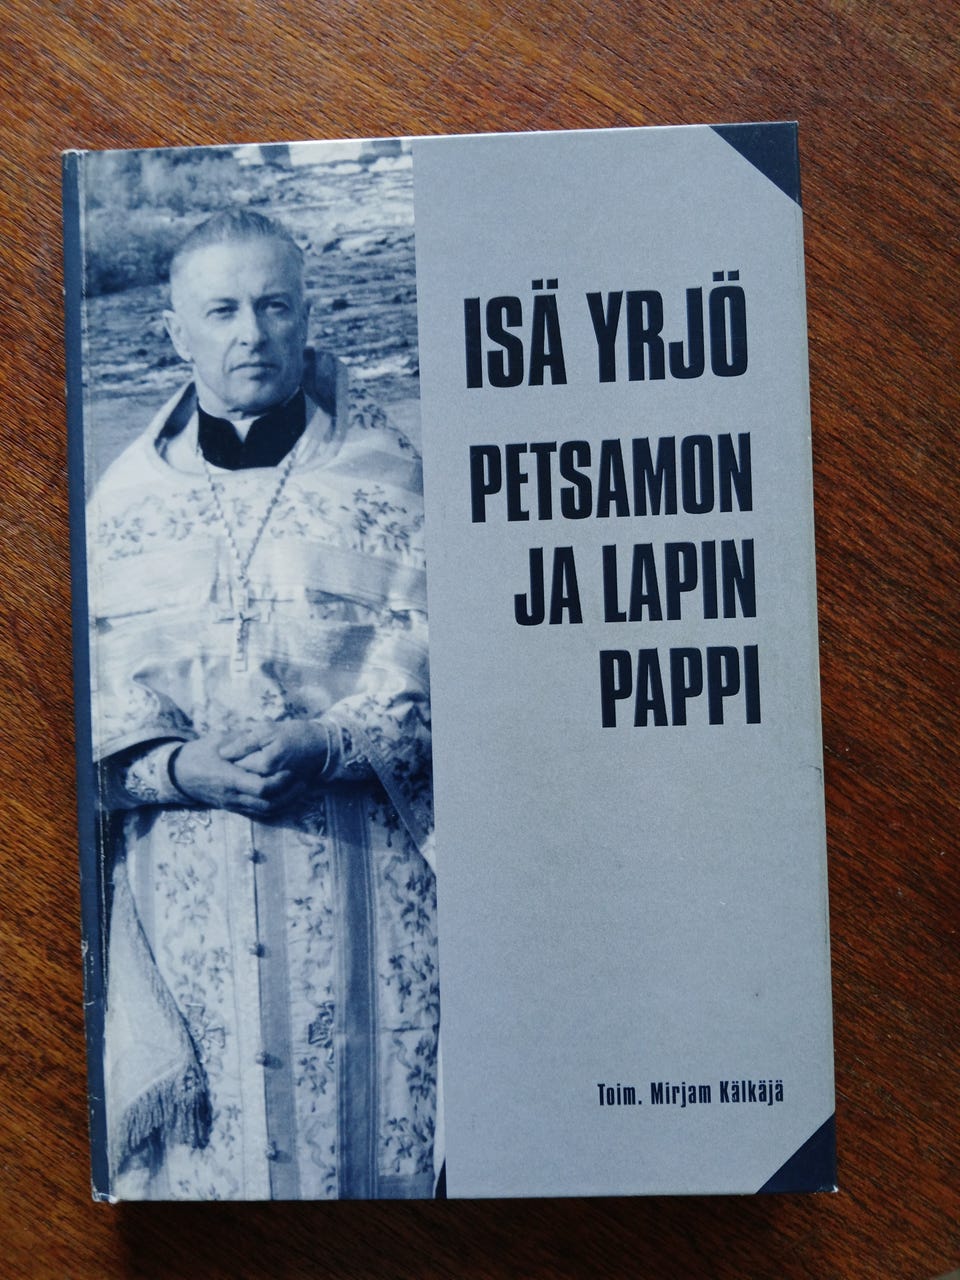 ISÄ YRJÖ
PETSAMON
JA LAPIN
PAPPI
Toim. Mirjam Kälkäjä